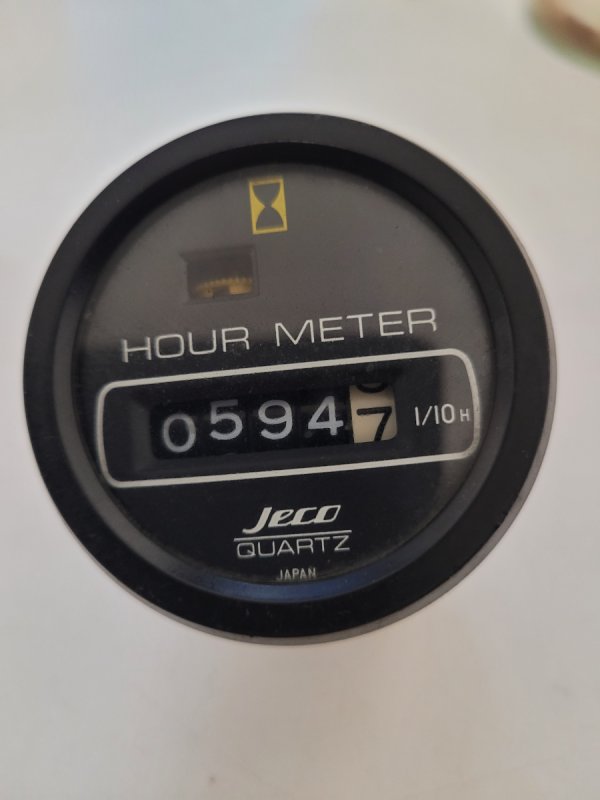 HOUR METER
05947 1/10H
Jeco
QUARTZ
JAPAN